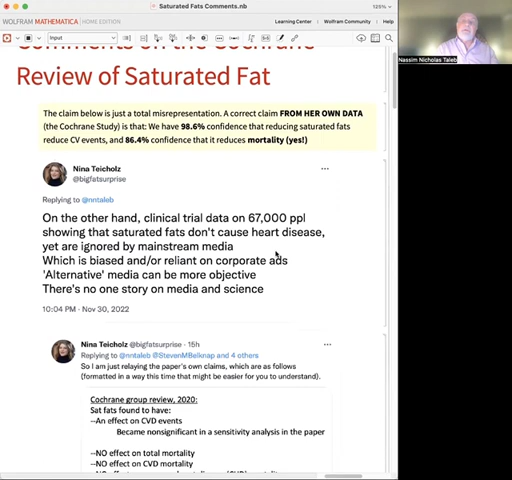 Saturated Fats Comments.nb
125%
WOLFRAM MATHEMATICA | HOME EDITION
Learning Center | Wolfram Community | Help
Input
Comments on the Cochrane
Review of Saturated Fat
The claim below is just a total misrepresentation. A correct claim FROM HER OWN DATA
(the Cochrane Study) is that: We have 98.6% confidence that reducing saturated fats
reduce CV events, and 86.4% confidence that it reduces mortality (yes!)
Nina Teicholz
@bigfatsurprise
Replying to @nntaleb
On the other hand, clinical trial data on 67,000 ppl
showing that saturated fats don't cause heart disease,
yet are ignored by mainstream media
Which is biased and/or reliant on corporate ads
'Alternative' media can be more objective
There's no one story on media and science
10:04 PM · Nov 30, 2022
Nina Teicholz @bigfatsurprise · 15h
Replying to @nntaleb @StevenMBelknap and 4 others
So I am just relaying the paper's own claims, which are as follows
(formatted in a way this time that might be easier for you to understand).
Cochrane group review, 2020:
Sat fats found to have:
--An effect on CVD events
Became nonsignificant in a sensitivity analysis in the paper
--NO effect on total mortality
--NO effect on CVD mortality
Nassim Nicholas Taleb